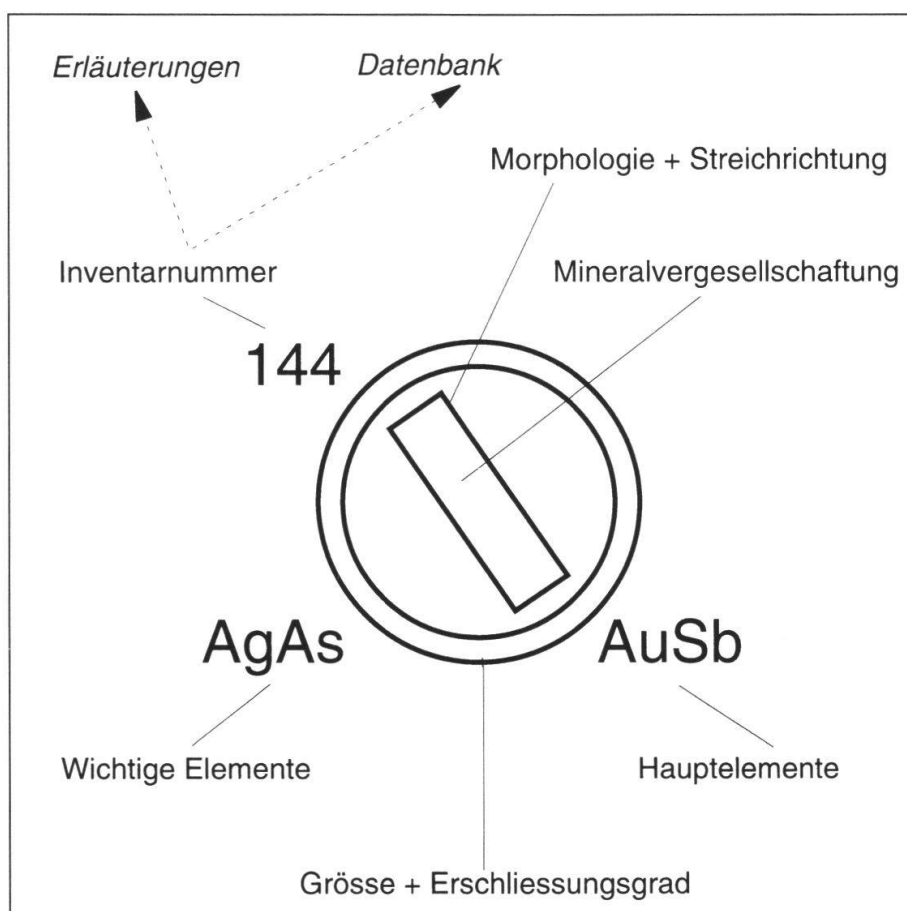 Erläuterungen
Datenbank
Morphologie + Streichrichtung
Inventarnummer
Mineralvergesellschaftung
144
AgAs
AuSb
Wichtige Elemente
Hauptelemente
Grösse + Erschliessungsgrad